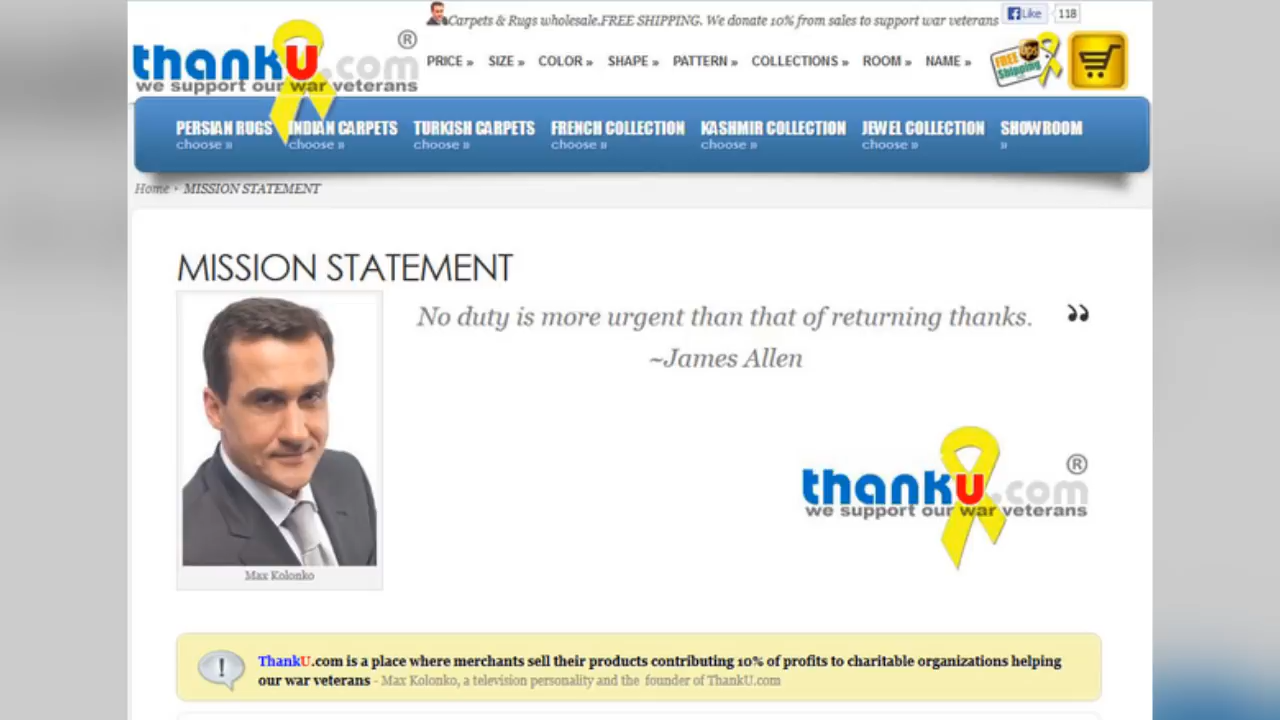 Carpets & Rugs wholesale.FREE SHIPPING. We donate 10% from sales to support war veterans
Like 118
thankU.com ®
we support our war veterans
PRICE » SIZE » COLOR » SHAPE » PATTERN » COLLECTIONS » ROOM » NAME »
FREE Shipping ups
PERSIAN RUGS INDIAN CARPETS TURKISH CARPETS FRENCH COLLECTION KASHMIR COLLECTION JEWEL COLLECTION SHOWROOM
choose » choose » choose » choose » choose » choose » »
Home › MISSION STATEMENT
MISSION STATEMENT
No duty is more urgent than that of returning thanks. ”
~James Allen
thankU.com ®
we support our war veterans
Max Kolonko
! ThankU.com is a place where merchants sell their products contributing 10% of profits to charitable organizations helping
our war veterans - Max Kolonko, a television personality and the founder of ThankU.com